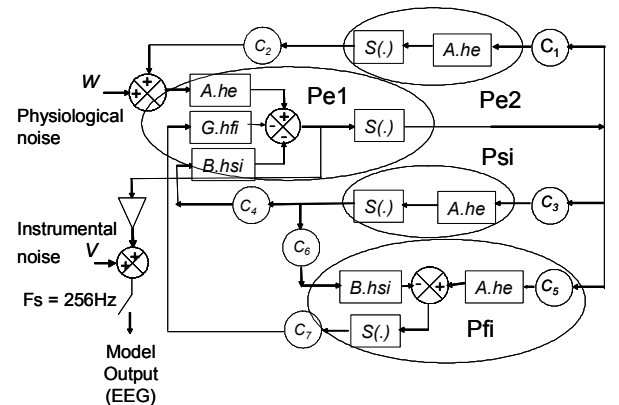 C2
S(.)
A.he
C1
W
+
+
A.he
Pe1
Pe2
Physiological
noise
G.hfi
+
-
-
S(.)
B.hsi
Psi
C4
S(.)
A.he
C3
Instrumental
noise
V
+
+
C6
Fs = 256Hz
B.hsi
-
+
A.he
C5
C7
S(.)
Pfi
Model
Output
(EEG)